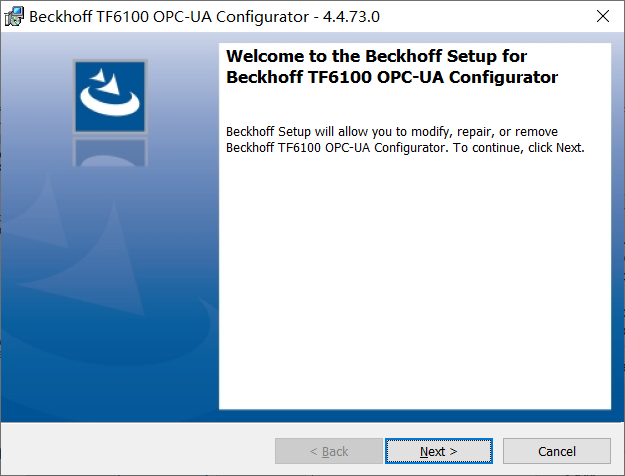 Beckhoff TF6100 OPC-UA Configurator - 4.4.73.0
Welcome to the Beckhoff Setup for
Beckhoff TF6100 OPC-UA Configurator
Beckhoff Setup will allow you to modify, repair, or remove
Beckhoff TF6100 OPC-UA Configurator. To continue, click Next.
< Back
Next >
Cancel